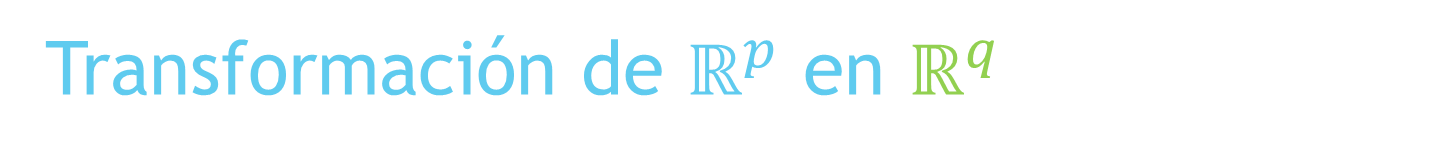 Transformación de ℝ^p en ℝ^q